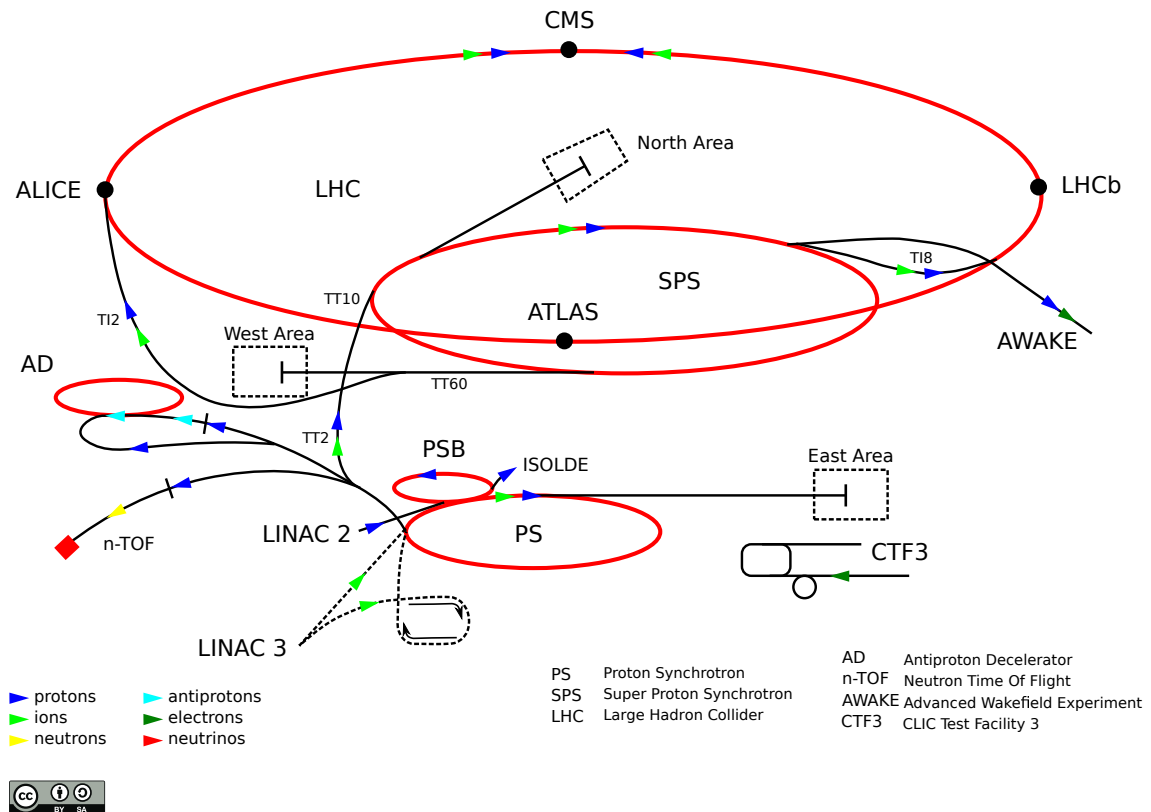 CMS
North Area
ALICE
LHC
LHCb
SPS
TI8
TT10
ATLAS
TI2
West Area
AWAKE
AD
TT60
TT2
PSB
ISOLDE
East Area
LINAC 2
PS
n-TOF
CTF3
LINAC 3
protons
antiprotons
ions
electrons
neutrons
neutrinos
PS Proton Synchrotron
SPS Super Proton Synchrotron
LHC Large Hadron Collider
AD Antiproton Decelerator
n-TOF Neutron Time Of Flight
AWAKE Advanced Wakefield Experiment
CTF3 CLIC Test Facility 3
cc
BY SA